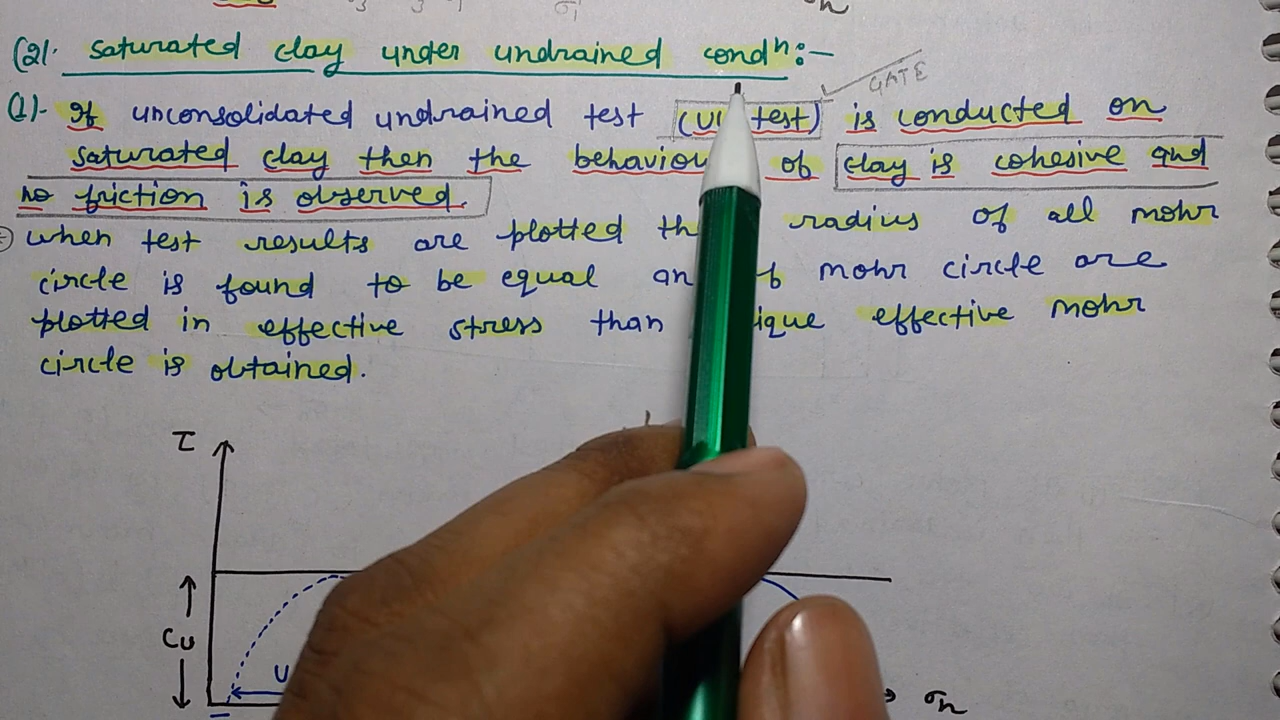 (2). saturated clay under undrained condⁿ:-
GATE
(1)- If unconsolidated undrained test (UU test) is conducted on
saturated clay then the behaviour of clay is cohesive and
no friction is observed.
when test results are plotted the radius of all mohr
circle is found to be equal mohr circle are
plotted in effective stress than effective mohr
circle is obtained.
τ
Cu
U
σn